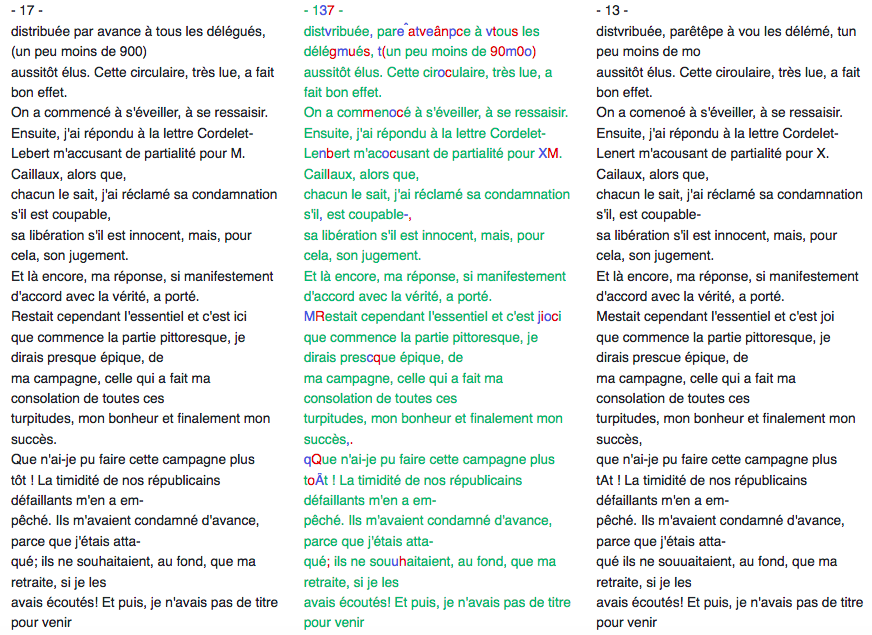 - 17 -
distribuée par avance à tous les délégués,
(un peu moins de 900)
aussitôt élus. Cette circulaire, très lue, a fait
bon effet.
On a commencé à s'éveiller, à se ressaisir.
Ensuite, j'ai répondu à la lettre Cordelet-
Lebert m'accusant de partialité pour M.
Caillaux, alors que,
chacun le sait, j'ai réclamé sa condamnation
s'il est coupable,
sa libération s'il est innocent, mais, pour
cela, son jugement.
Et là encore, ma réponse, si manifestement
d'accord avec la vérité, a porté.
Restait cependant l'essentiel et c'est ici
que commence la partie pittoresque, je
dirais presque épique, de
ma campagne, celle qui a fait ma
consolation de toutes ces
turpitudes, mon bonheur et finalement mon
succès.
Que n'ai-je pu faire cette campagne plus
tôt ! La timidité de nos républicains
défaillants m'en a em-
pêché. Ils m'avaient condamné d'avance,
parce que j'étais atta-
qué; ils ne souhaitaient, au fond, que ma
retraite, si je les
avais écoutés! Et puis, je n'avais pas de titre
pour venir
- 137 -
distvribuée, pareˆatveânpce à vtous les
délégmués, t(un peu moins de 90m0o)
aussitôt élus. Cette ciroculaire, très lue, a
fait bon effet.
On a commenocé à s'éveiller, à se ressaisir.
Ensuite, j'ai répondu à la lettre Cordelet-
Lenbert m'acocusant de partialité pour XM.
Caillaux, alors que,
chacun le sait, j'ai réclamé sa condamnation
s'il, est coupable-,
sa libération s'il est innocent, mais, pour
cela, son jugement.
Et là encore, ma réponse, si manifestement
d'accord avec la vérité, a porté.
MRestait cependant l'essentiel et c'est jioci
que commence la partie pittoresque, je
dirais prescque épique, de
ma campagne, celle qui a fait ma
consolation de toutes ces
turpitudes, mon bonheur et finalement mon
succès,.
qQue n'ai-je pu faire cette campagne plus
toÄt ! La timidité de nos républicains
défaillants m'en a em-
pêché. Ils m'avaient condamné d'avance,
parce que j'étais atta-
qué; ils ne souuhaitaient, au fond, que ma
retraite, si je les
avais écoutés! Et puis, je n'avais pas de titre
pour venir
- 13 -
distvribuée, parêtêpe à vou les délémé, tun
peu moins de mo
aussitôt élus. Cette ciroulaire, très lue, a fait
bon effet.
On a comenoé à s'éveiller, à se ressaisir.
Ensuite, j'ai répondu à la lettre Cordelet-
Lenert m'acousant de partialité pour X.
Cailaux, alors que,
chacun le sait, j'ai réclamé sa condamnation
s'il, est coupable-
sa libération s'il est innocent, mais, pour
cela, son jugement.
Et là encore, ma réponse, si manifestement
d'accord avec la vérité, a porté.
Mestait cependant l'essentiel et c'est joi
que commence la partie pittoresque, je
dirais prescue épique, de
ma campagne, celle qui a fait ma
consolation de toutes ces
turpitudes, mon bonheur et finalement mon
succès,
que n'ai-je pu faire cette campagne plus
tAt ! La timidité de nos républicains
défaillants m'en a em-
pêché. Ils m'avaient condamné d'avance,
parce que j'étais atta-
qué ils ne souuaitaient, au fond, que ma
retraite, si je les
avais écoutés! Et puis, je n'avais pas de titre
pour venir